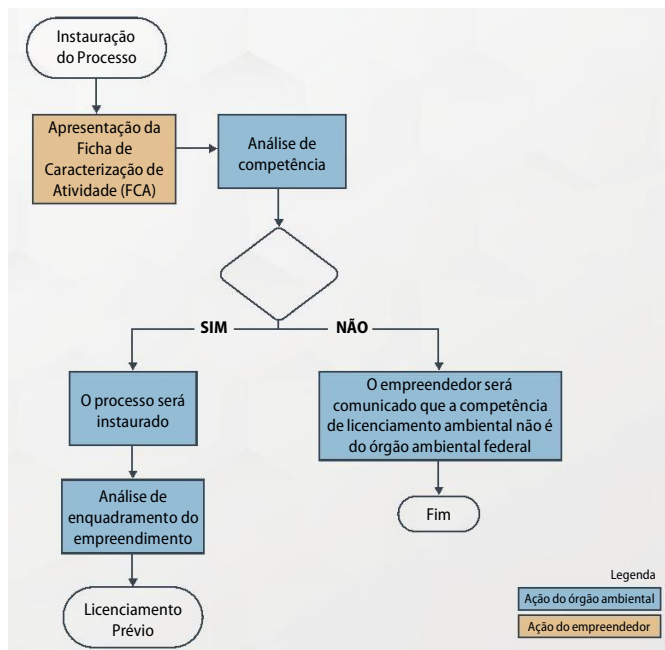 Instauração
do Processo
Apresentação da
Ficha de
Caracterização de
Atividade (FCA)
Análise de
competência
SIM
NÃO
O processo será
instaurado
O empreendedor será
comunicado que a competência
de licenciamento ambiental não é
do órgão ambiental federal
Análise de
enquadramento do
empreendimento
Fim
Licenciamento
Prévio
Legenda
Ação do órgão ambiental
Ação do empreendedor